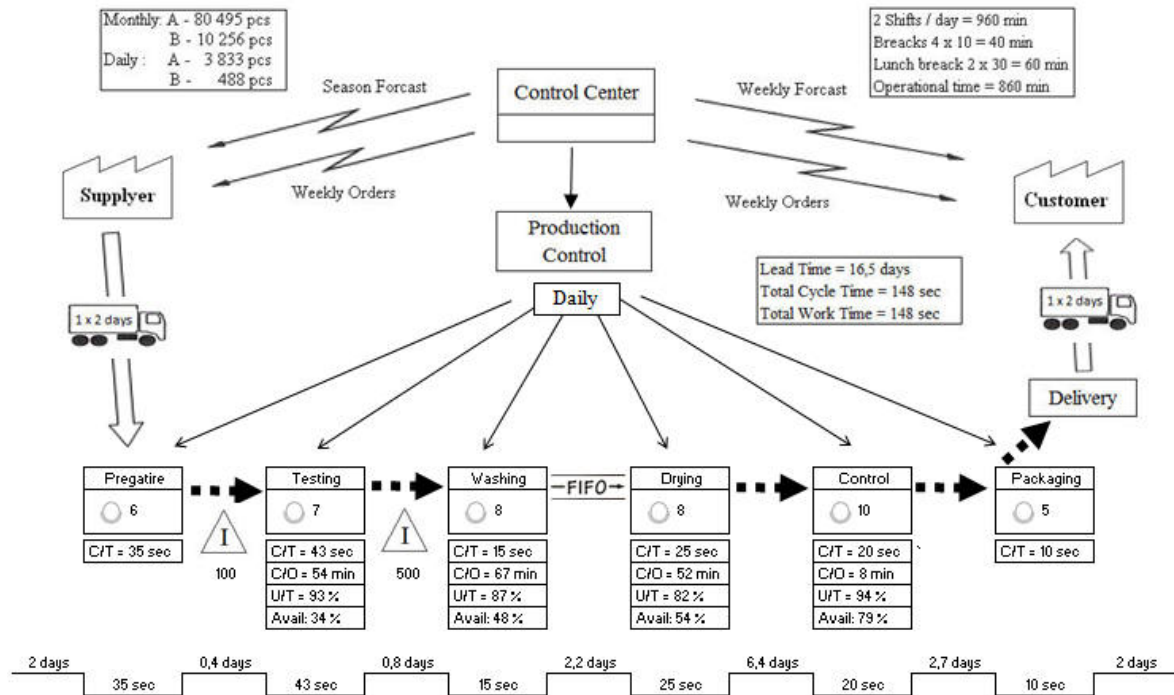 Monthly: A - 80 495 pcs
B - 10 256 pcs
Daily : A - 3 833 pcs
B - 488 pcs
2 Shifts / day = 960 min
Breacks 4 x 10 = 40 min
Lunch breack 2 x 30 = 60 min
Operational time = 860 min
Season Forcast
Control Center
Weekly Forcast
Weekly Orders
Weekly Orders
Supplyer
Customer
Production
Control
Daily
Lead Time = 16,5 days
Total Cycle Time = 148 sec
Total Work Time = 148 sec
1 x 2 days
1 x 2 days
Delivery
Pregatire
6
C/T = 35 sec
I
100
Testing
7
C/T = 43 sec
C/O = 54 min
U/T = 93 %
Avail: 34 %
I
500
Washing
8
C/T = 15 sec
C/O = 67 min
U/T = 87 %
Avail: 48 %
FIFO
Drying
8
C/T = 25 sec
C/O = 52 min
U/T = 82 %
Avail: 54 %
Control
10
C/T = 20 sec
C/O = 8 min
U/T = 94 %
Avail: 79 %
Packaging
5
C/T = 10 sec
2 days 0,4 days 0,8 days 2,2 days 6,4 days 2,7 days 2 days
35 sec 43 sec 15 sec 25 sec 20 sec 10 sec